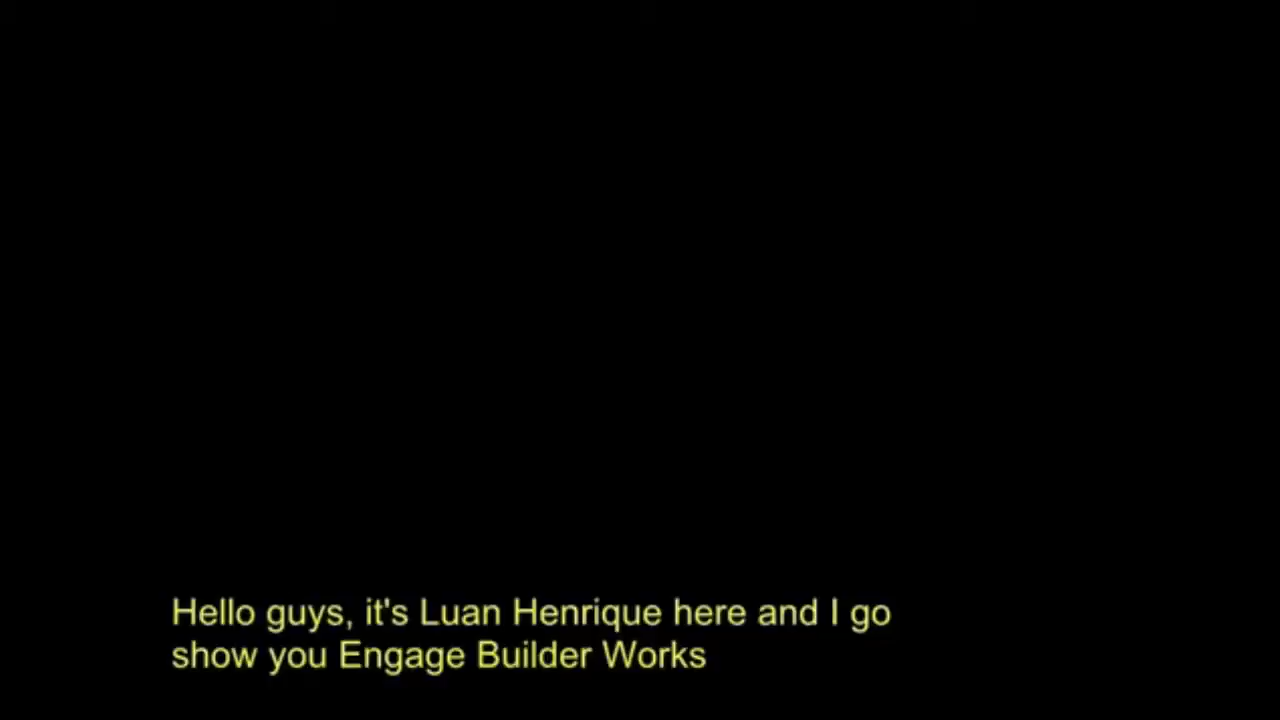 Hello guys, it's Luan Henrique here and I go
show you Engage Builder Works